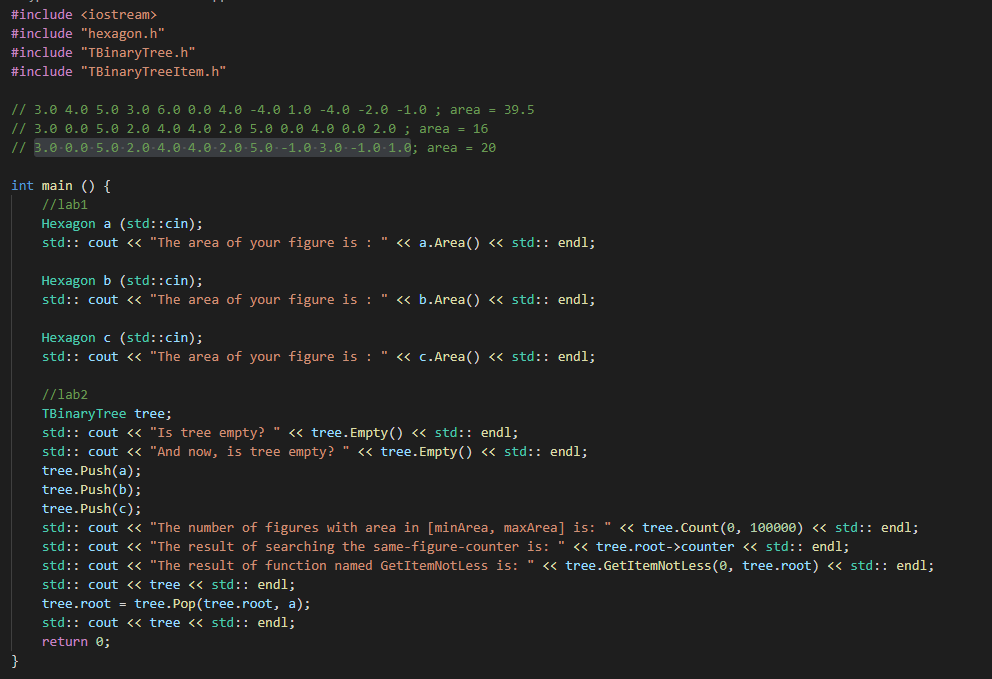 #include <iostream>
#include "hexagon.h"
#include "TBinaryTree.h"
#include "TBinaryTreeItem.h"
// 3.0 4.0 5.0 3.0 6.0 0.0 4.0 -4.0 1.0 -4.0 -2.0 -1.0 ; area = 39.5
// 3.0 0.0 5.0 2.0 4.0 4.0 2.0 5.0 0.0 4.0 0.0 2.0 ; area = 16
// 3.0 0.0 5.0 2.0 4.0 4.0 2.0 5.0 -1.0 3.0 -1.0 1.0; area = 20
int main () {
    //lab1
    Hexagon a (std::cin);
    std:: cout << "The area of your figure is : " << a.Area() << std:: endl;
    Hexagon b (std::cin);
    std:: cout << "The area of your figure is : " << b.Area() << std:: endl;
    Hexagon c (std::cin);
    std:: cout << "The area of your figure is : " << c.Area() << std:: endl;
    //lab2
    TBinaryTree tree;
    std:: cout << "Is tree empty? " << tree.Empty() << std:: endl;
    std:: cout << "And now, is tree empty? " << tree.Empty() << std:: endl;
    tree.Push(a);
    tree.Push(b);
    tree.Push(c);
    std:: cout << "The number of figures with area in [minArea, maxArea] is: " << tree.Count(0, 100000) << std:: endl;
    std:: cout << "The result of searching the same-figure-counter is: " << tree.root->counter << std:: endl;
    std:: cout << "The result of function named GetItemNotLess is: " << tree.GetItemNotLess(0, tree.root) << std:: endl;
    std:: cout << tree << std:: endl;
    tree.root = tree.Pop(tree.root, a);
    std:: cout << tree << std:: endl;
    return 0;
}